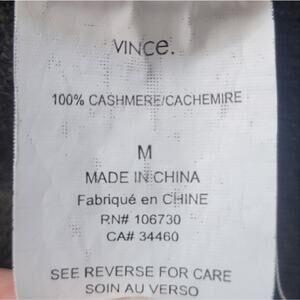 VINCe.
100% CASHMERE/CACHEMIRE
M
MADE IN CHINA
Fabriqué en CHINE
RN# 106730
CA# 34460
SEE REVERSE FOR CARE
SOIN AU VERSO